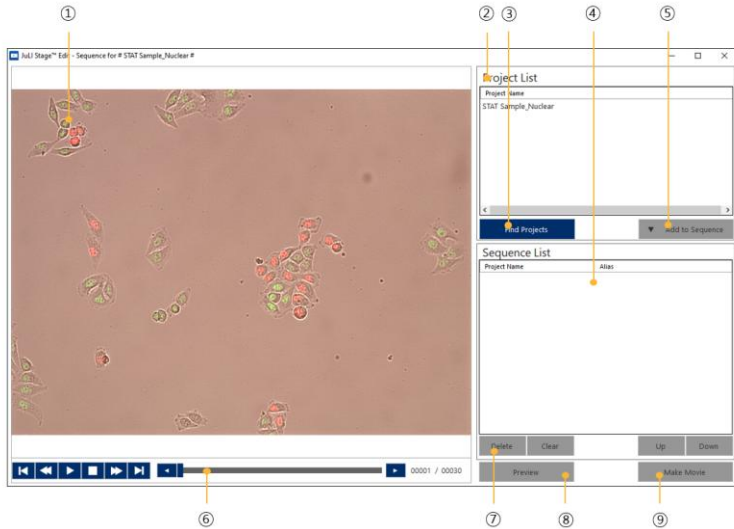 ① ② ③ ④ ⑤
JuLI Stage™ Edit - Sequence for # STAT Sample_Nuclear #
Project List
Project Name
STAT Sample_Nuclear
Find Projects ▼ Add to Sequence
Sequence List
Project Name Alias
Delete Clear Up Down
00001 / 00030
Preview Make Movie
⑥ ⑦ ⑧ ⑨